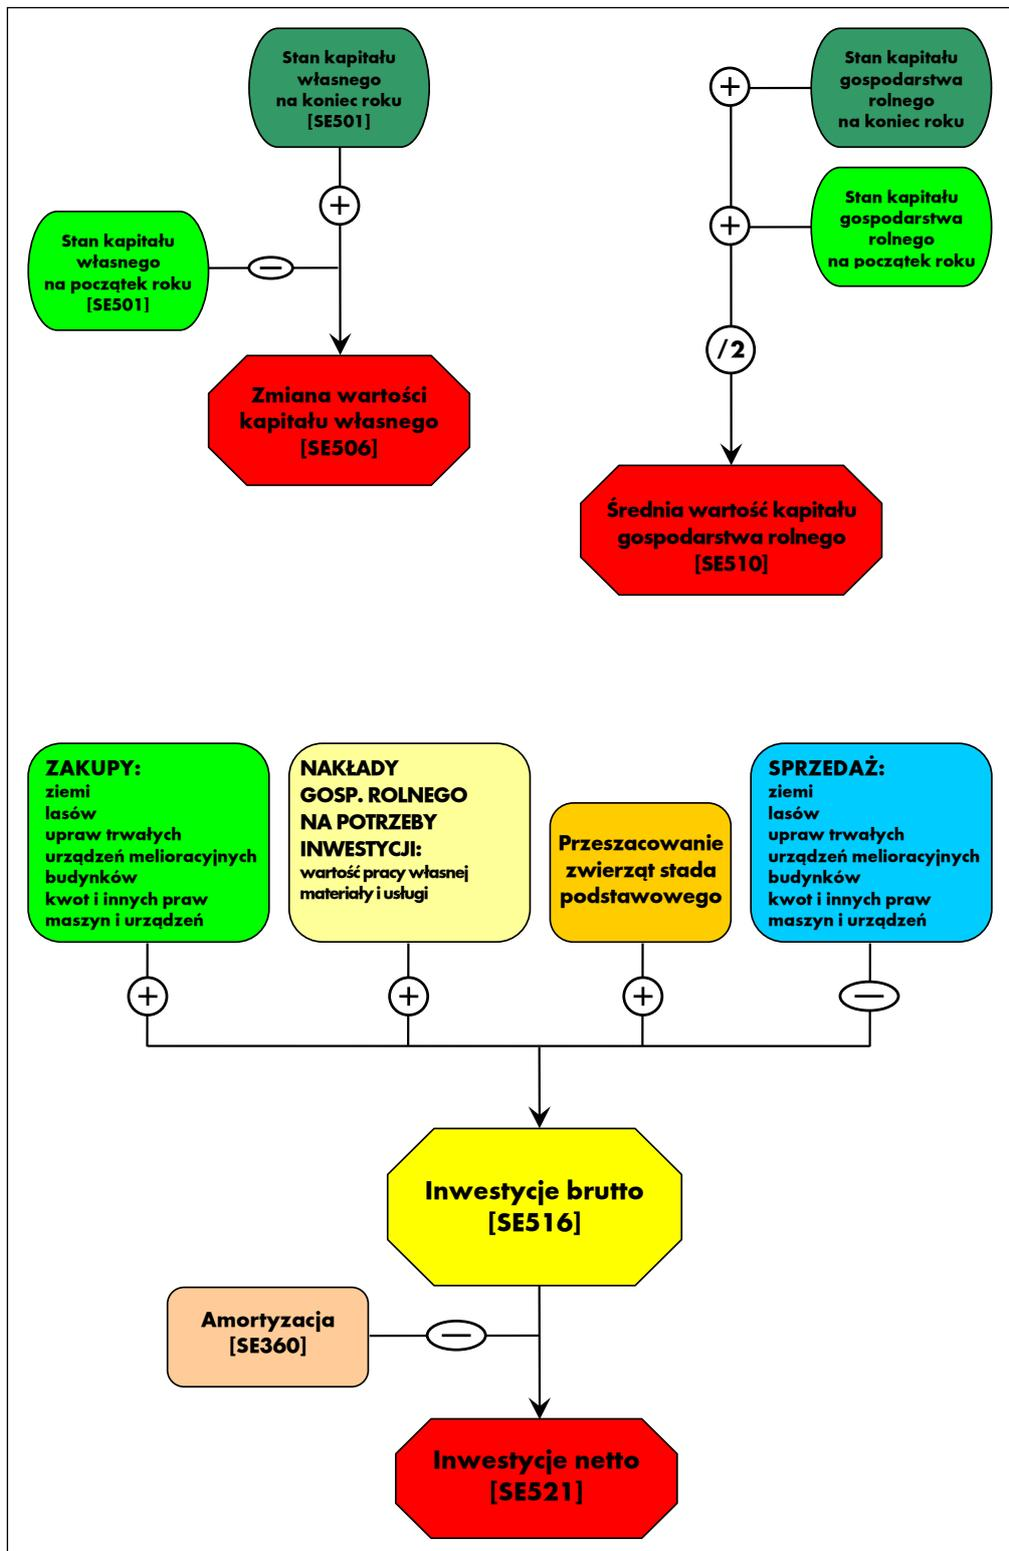 Stan kapitału
własnego
na koniec roku
[SE501]
+
Stan kapitału
własnego
na początek roku
[SE501]
−
Zmiana wartości
kapitału własnego
[SE506]
Stan kapitału
gospodarstwa
rolnego
na koniec roku
+
Stan kapitału
gospodarstwa
rolnego
na początek roku
+
/2
Średnia wartość kapitału
gospodarstwa rolnego
[SE510]
ZAKUPY:
ziemi
lasów
upraw trwałych
urządzeń melioracyjnych
budynków
kwot i innych praw
maszyn i urządzeń
NAKŁADY
GOSP. ROLNEGO
NA POTRZEBY
INWESTYCJI:
wartość pracy własnej
materiały i usługi
Przeszacowanie
zwierząt stada
podstawowego
SPRZEDAŻ:
ziemi
lasów
upraw trwałych
urządzeń melioracyjnych
budynków
kwot i innych praw
maszyn i urządzeń
+
+
+
−
Inwestycje brutto
[SE516]
Amortyzacja
[SE360]
−
Inwestycje netto
[SE521]